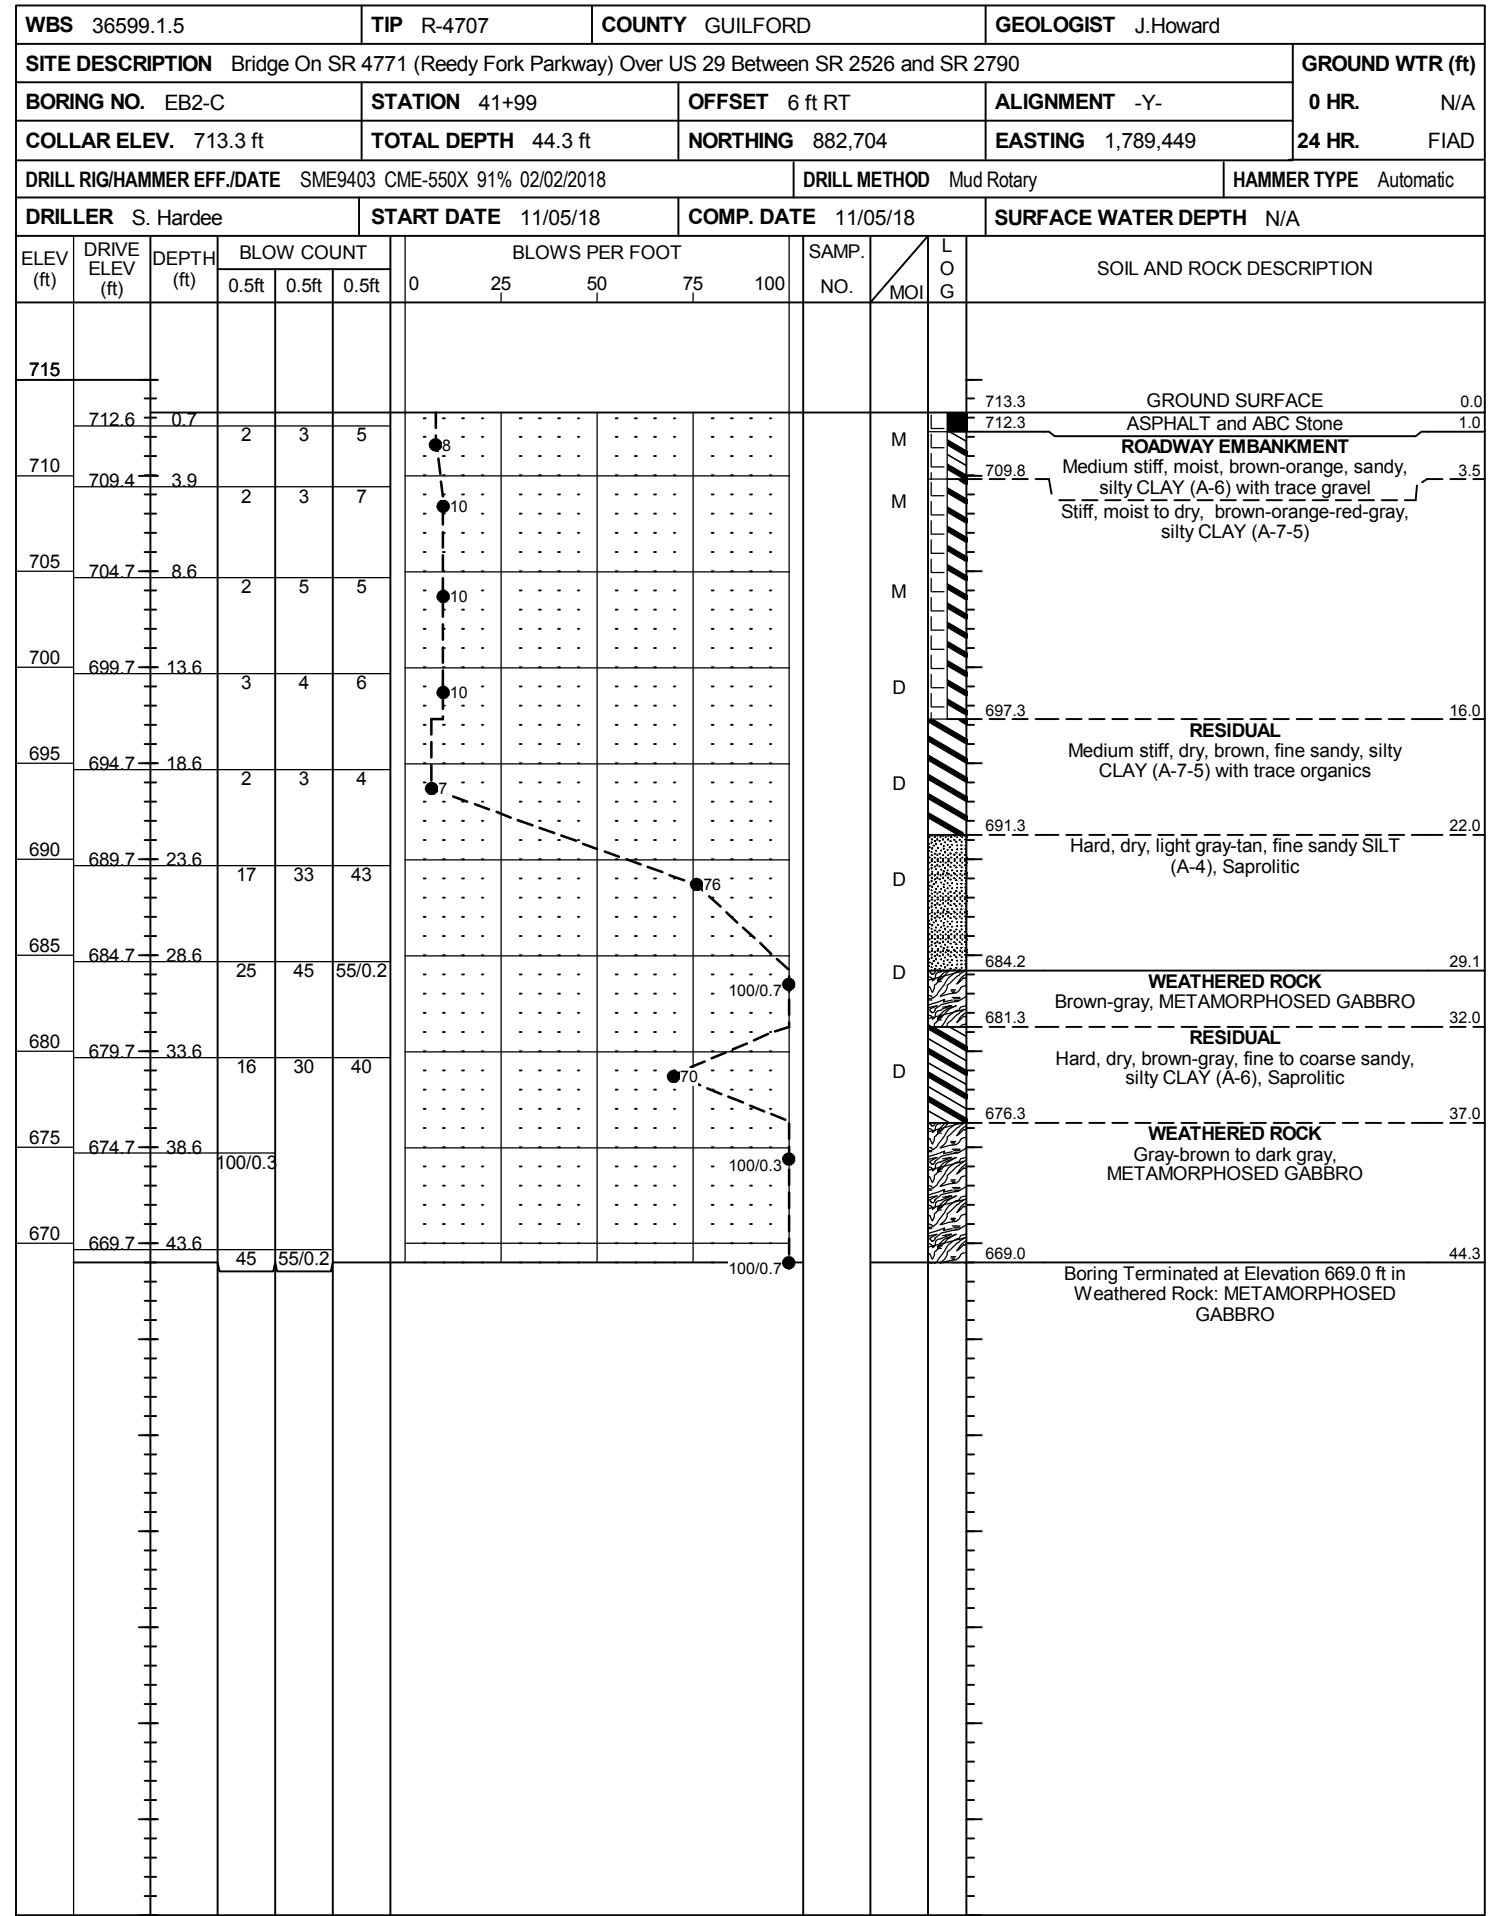 WBS 36599.1.5 TIP R-4707 COUNTY GUILFORD GEOLOGIST J.Howard
SITE DESCRIPTION Bridge On SR 4771 (Reedy Fork Parkway) Over US 29 Between SR 2526 and SR 2790 GROUND WTR (ft)
BORING NO. EB2-C STATION 41+99 OFFSET 6 ft RT ALIGNMENT -Y- 0 HR. N/A
COLLAR ELEV. 713.3 ft TOTAL DEPTH 44.3 ft NORTHING 882,704 EASTING 1,789,449 24 HR. FIAD
DRILL RIG/HAMMER EFF./DATE SME9403 CME-550X 91% 02/02/2018 DRILL METHOD Mud Rotary HAMMER TYPE Automatic
DRILLER S. Hardee START DATE 11/05/18 COMP. DATE 11/05/18 SURFACE WATER DEPTH N/A
ELEV (ft) DRIVE ELEV (ft) DEPTH (ft) BLOW COUNT BLOWS PER FOOT SAMP. NO. MOI LOG SOIL AND ROCK DESCRIPTION
0.5ft 0.5ft 0.5ft 0 25 50 75 100
715
713.3 GROUND SURFACE 0.0
712.6 0.7 712.3 ASPHALT and ABC Stone 1.0
2 3 5 8 M
ROADWAY EMBANKMENT
Medium stiff, moist, brown-orange, sandy,
silty CLAY (A-6) with trace gravel
710
709.4 3.9 709.8 3.5
2 3 7 10 M
Stiff, moist to dry, brown-orange-red-gray,
silty CLAY (A-7-5)
705
704.7 8.6
2 5 5 10 M
700
699.7 13.6
3 4 6 10 D
697.3 16.0
RESIDUAL
Medium stiff, dry, brown, fine sandy, silty
CLAY (A-7-5) with trace organics
695
694.7 18.6
2 3 4 7 D
691.3 22.0
Hard, dry, light gray-tan, fine sandy SILT
(A-4), Saprolitic
690
689.7 23.6
17 33 43 76 D
685
684.7 28.6
684.2 29.1
25 45 55/0.2 100/0.7 D
WEATHERED ROCK
Brown-gray, METAMORPHOSED GABBRO
681.3 32.0
RESIDUAL
Hard, dry, brown-gray, fine to coarse sandy,
silty CLAY (A-6), Saprolitic
680
679.7 33.6
16 30 40 70 D
676.3 37.0
WEATHERED ROCK
Gray-brown to dark gray,
METAMORPHOSED GABBRO
675
674.7 38.6
100/0.3 100/0.3
670
669.7 43.6
45 55/0.2 100/0.7
669.0 44.3
Boring Terminated at Elevation 669.0 ft in
Weathered Rock: METAMORPHOSED
GABBRO